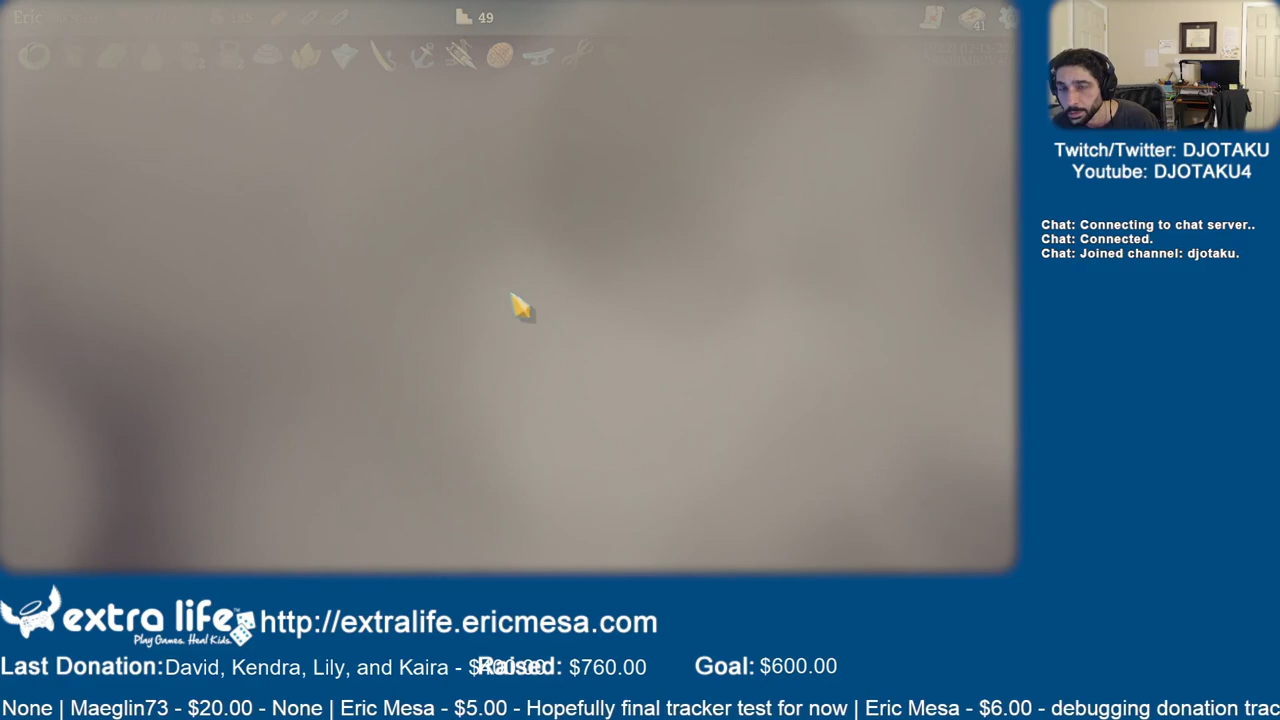 Eric
49
41
Twitch/Twitter: DJOTAKU
Youtube: DJOTAKU4
Chat: Connecting to chat server..
Chat: Connected.
Chat: Joined channel: djotaku.
extra life
Play Games. Heal Kids.
http://extralife.ericmesa.com
Last Donation: David, Kendra, Lily, and Kaira - Raised: $760.00 Goal: $600.00
None | Maeglin73 - $20.00 - None | Eric Mesa - $5.00 - Hopefully final tracker test for now | Eric Mesa - $6.00 - debugging donation trac